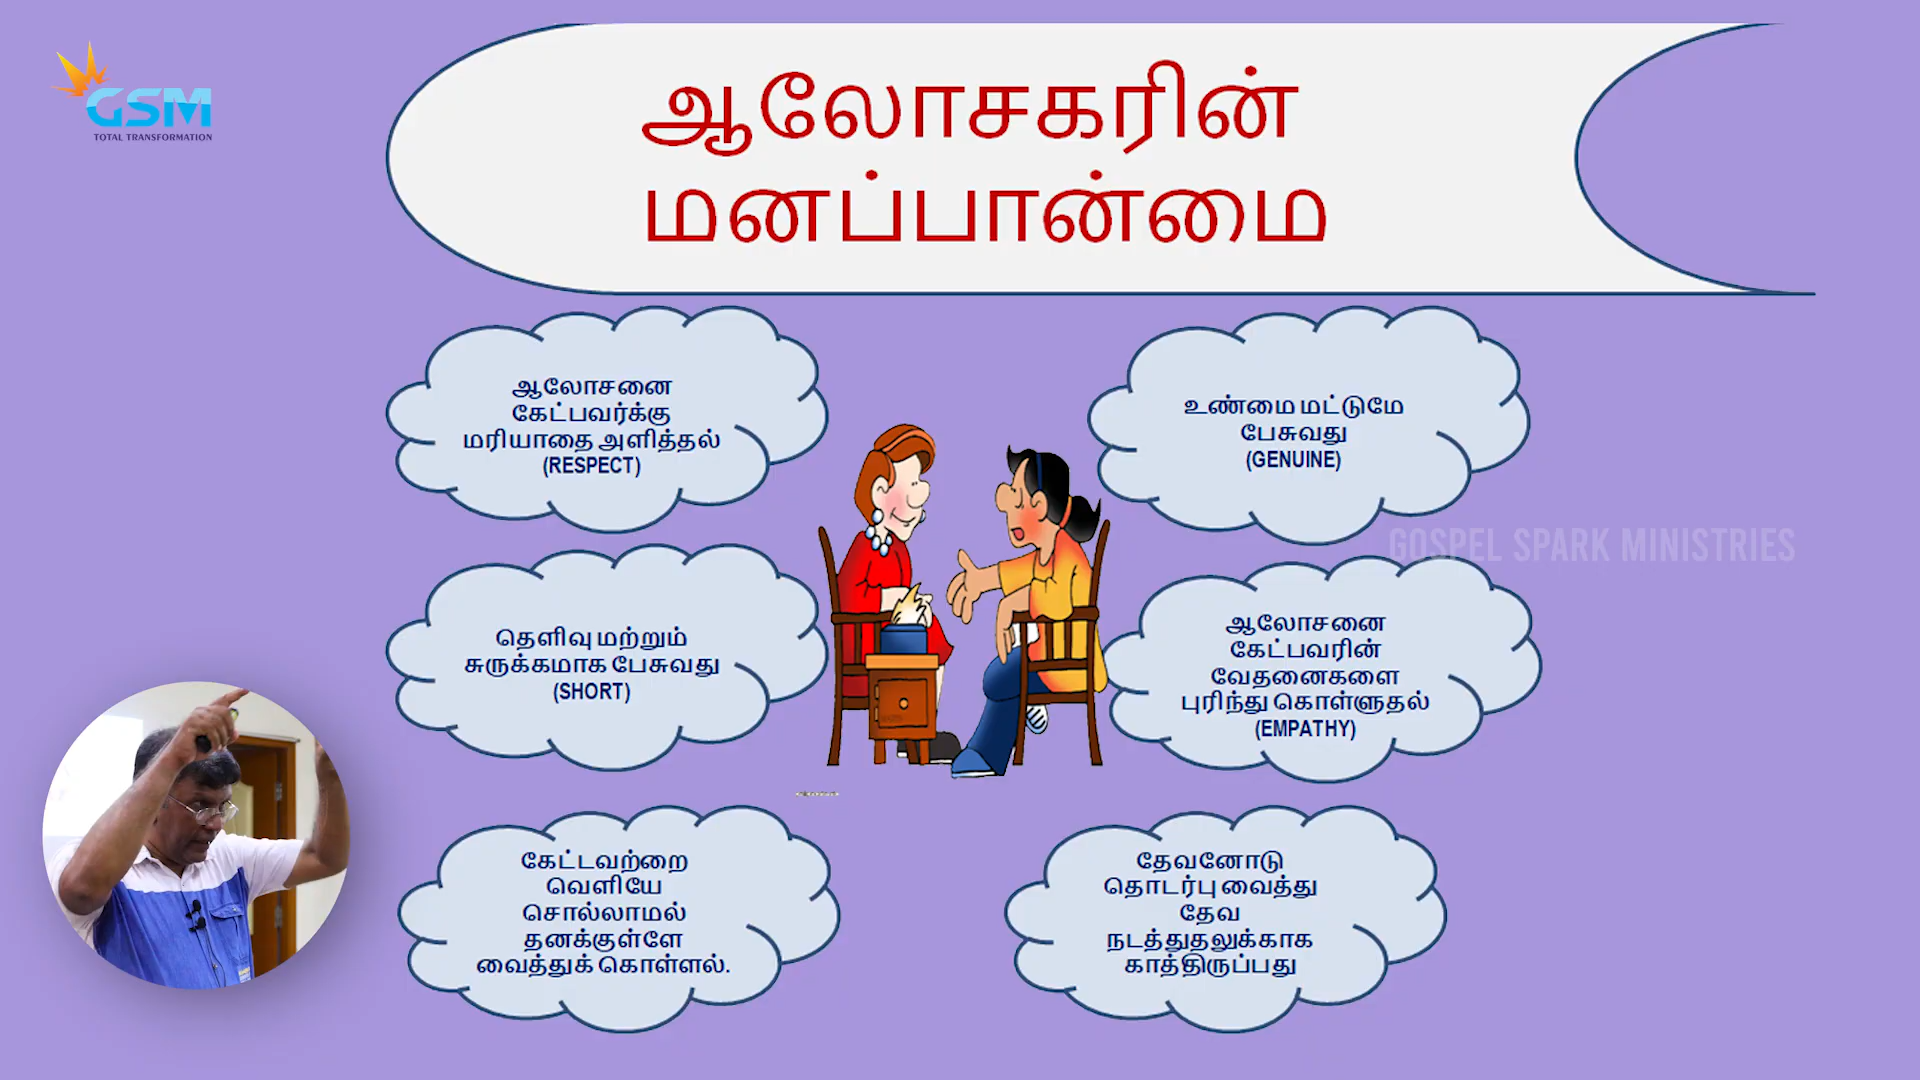 GSM
TOTAL TRANSFORMATION
ஆலோசகரின்
மனப்பான்மை
ஆலோசனை
கேட்பவர்க்கு
மரியாதை அளித்தல்
(RESPECT)
உண்மை மட்டுமே
பேசுவது
(GENUINE)
GOSPEL SPARK MINISTRIES
தெளிவு மற்றும்
சுருக்கமாக பேசுவது
(SHORT)
ஆலோசனை
கேட்பவரின்
வேதனைகளை
புரிந்து கொள்ளுதல்
(EMPATHY)
கேட்டவற்றை
வெளியே
சொல்லாமல்
தனக்குள்ளே
வைத்துக் கொள்ளல்.
தேவனோடு
தொடர்பு வைத்து
தேவ
நடத்துதலுக்காக
காத்திருப்பது